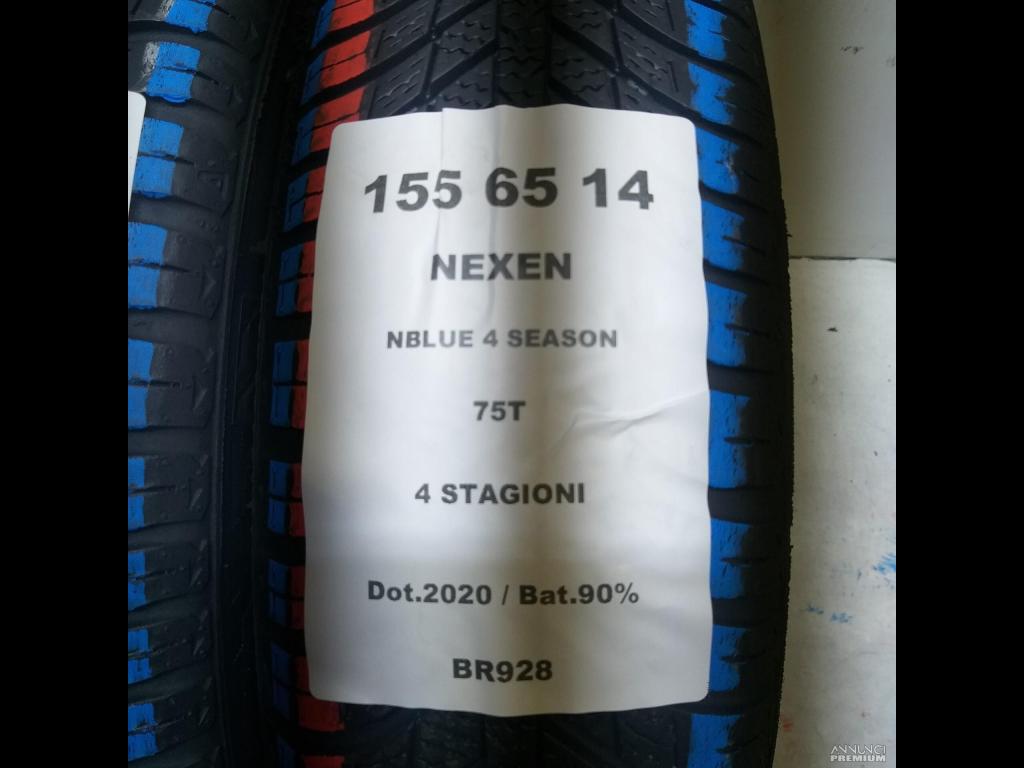 155 65 14
NEXEN
NBLUE 4 SEASON
75T
4 STAGIONI
Dot.2020 / Bat.90%
BR928
ANNUNCI
PREMIUM